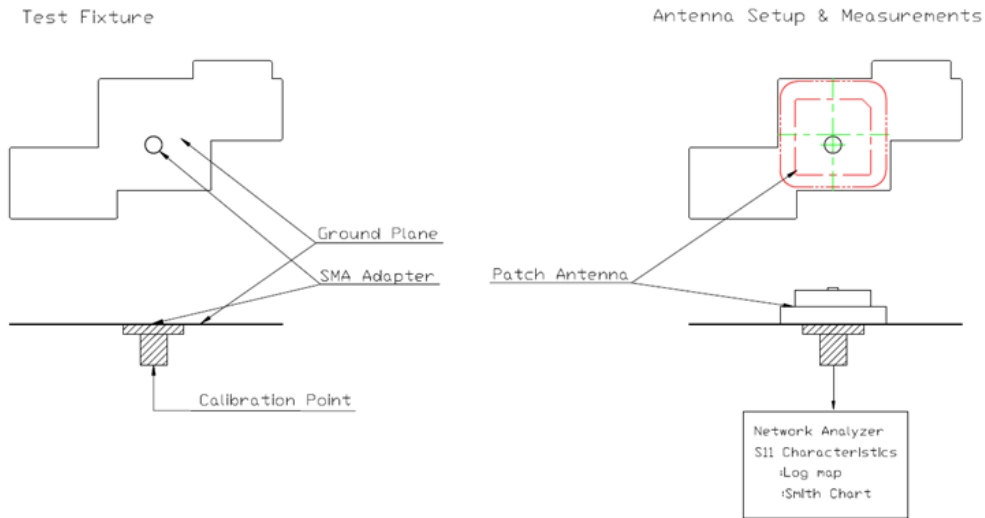 Test Fixture
Antenna Setup & Measurements
Ground Plane
SMA Adapter
Patch Antenna
Calibration Point
Network Analyzer
S11 Characteristics
:Log map
:Smith Chart